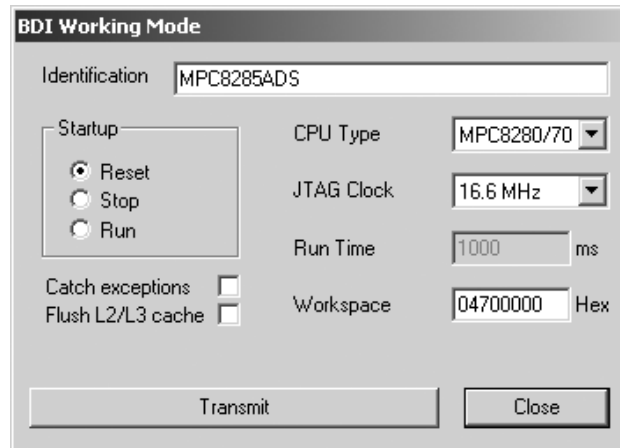 BDI Working Mode
Identification MPC8285ADS
Startup
Reset
Stop
Run
CPU Type MPC8280/70
JTAG Clock 16.6 MHz
Run Time 1000 ms
Catch exceptions
Flush L2/L3 cache
Workspace 04700000 Hex
Transmit Close